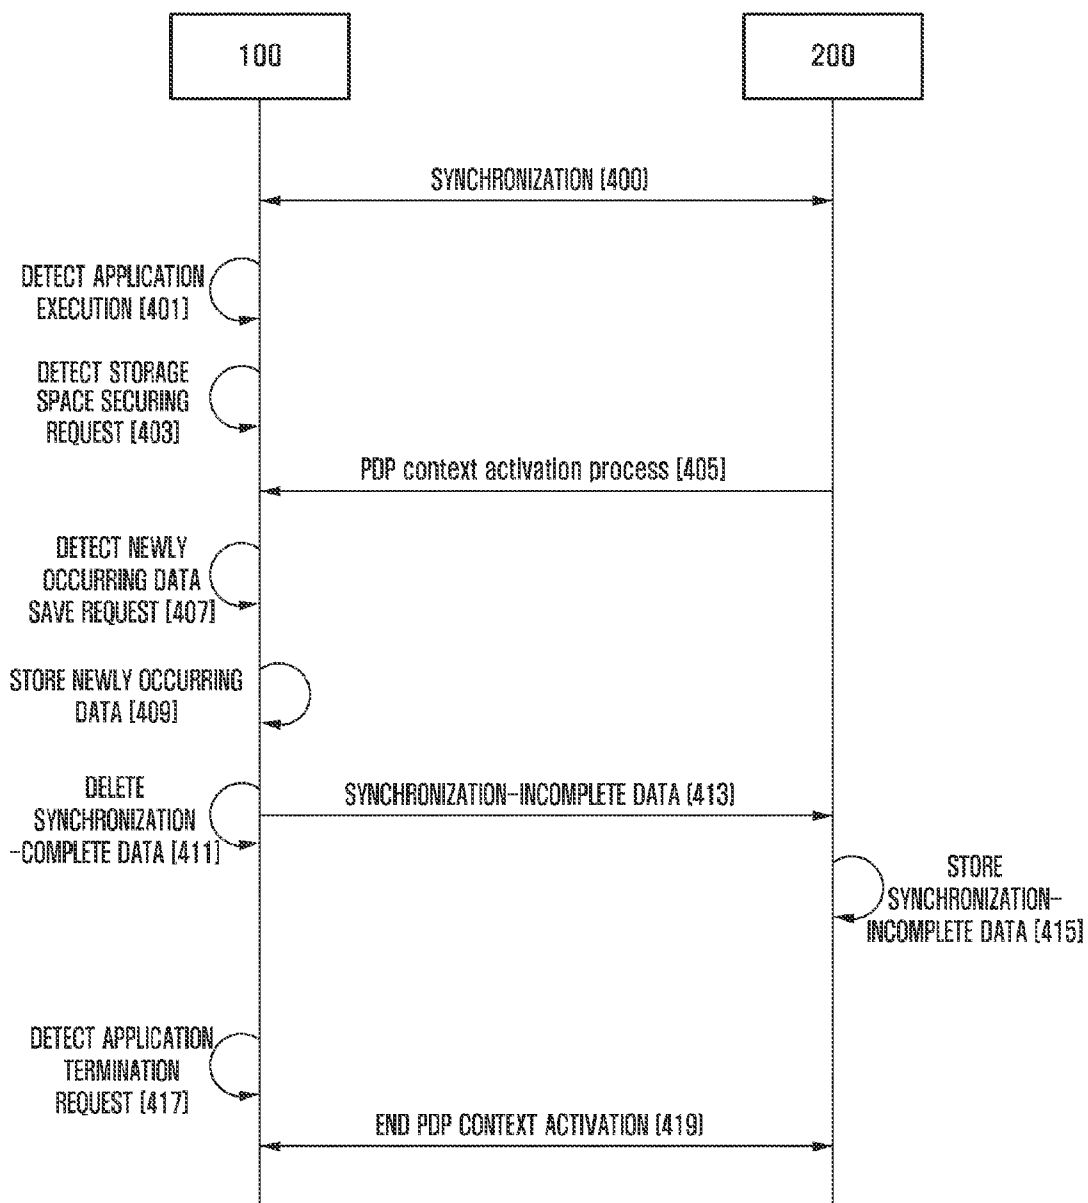 100
200
SYNCHRONIZATION [400]
DETECT APPLICATION
EXECUTION [401]
DETECT STORAGE
SPACE SECURING
REQUEST [403]
PDP context activation process [405]
DETECT NEWLY
OCCURRING DATA
SAVE REQUEST [407]
STORE NEWLY OCCURRING
DATA [409]
DELETE
SYNCHRONIZATION
-COMPLETE DATA [411]
SYNCHRONIZATION-INCOMPLETE DATA [413]
STORE
SYNCHRONIZATION-
INCOMPLETE DATA [415]
DETECT APPLICATION
TERMINATION
REQUEST [417]
END PDP CONTEXT ACTIVATION [419]